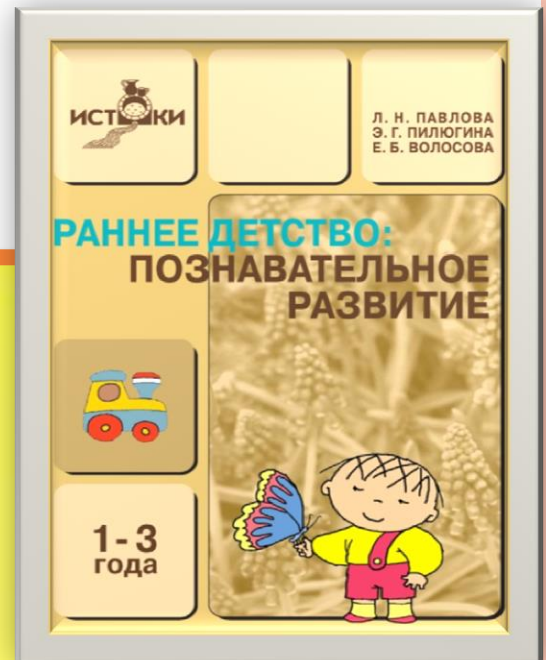 ИСТОКИ
Л. Н. ПАВЛОВА
Э. Г. ПИЛЮГИНА
Е. Б. ВОЛОСОВА
РАННЕЕ ДЕТСТВО:
ПОЗНАВАТЕЛЬНОЕ
РАЗВИТИЕ
1-3
года